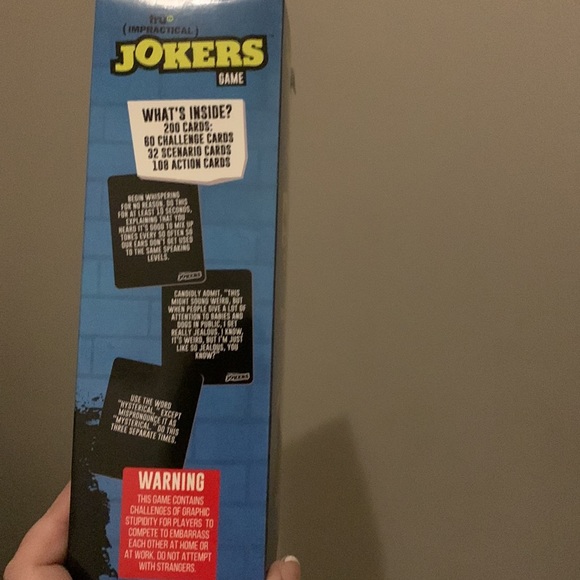 tru
(IMPRACTICAL)
JOKERS
GAME
WHAT'S INSIDE?
200 CARDS:
60 CHALLENGE CARDS
32 SCENARIO CARDS
108 ACTION CARDS
BEGIN WHISPERING
FOR NO REASON. DO THIS
FOR AT LEAST 10 SECONDS,
EXPLAINING THAT YOU
HEARD IT'S GOOD TO MIX UP
TONES EVERY SO OFTEN SO
OUR EARS DON'T GET USED
TO THE SAME SPEAKING
LEVELS.
JOKERS
CANDIDLY ADMIT, "THIS
MIGHT SOUND WEIRD, BUT
WHEN PEOPLE GIVE A LOT OF
ATTENTION TO BABIES AND
DOGS IN PUBLIC, I GET
REALLY JEALOUS. I KNOW,
IT'S WEIRD, BUT I'M JUST
LIKE SO JEALOUS, YOU
KNOW?"
JOKERS
USE THE WORD
"HYSTERICAL," EXCEPT
MISPRONOUNCE IT AS
"MYSTERICAL." DO THIS
THREE SEPARATE TIMES.
WARNING
THIS GAME CONTAINS
CHALLENGES OF GRAPHIC
STUPIDITY FOR PLAYERS TO
COMPETE TO EMBARRASS
EACH OTHER AT HOME OR
AT WORK. DO NOT ATTEMPT
WITH STRANGERS.